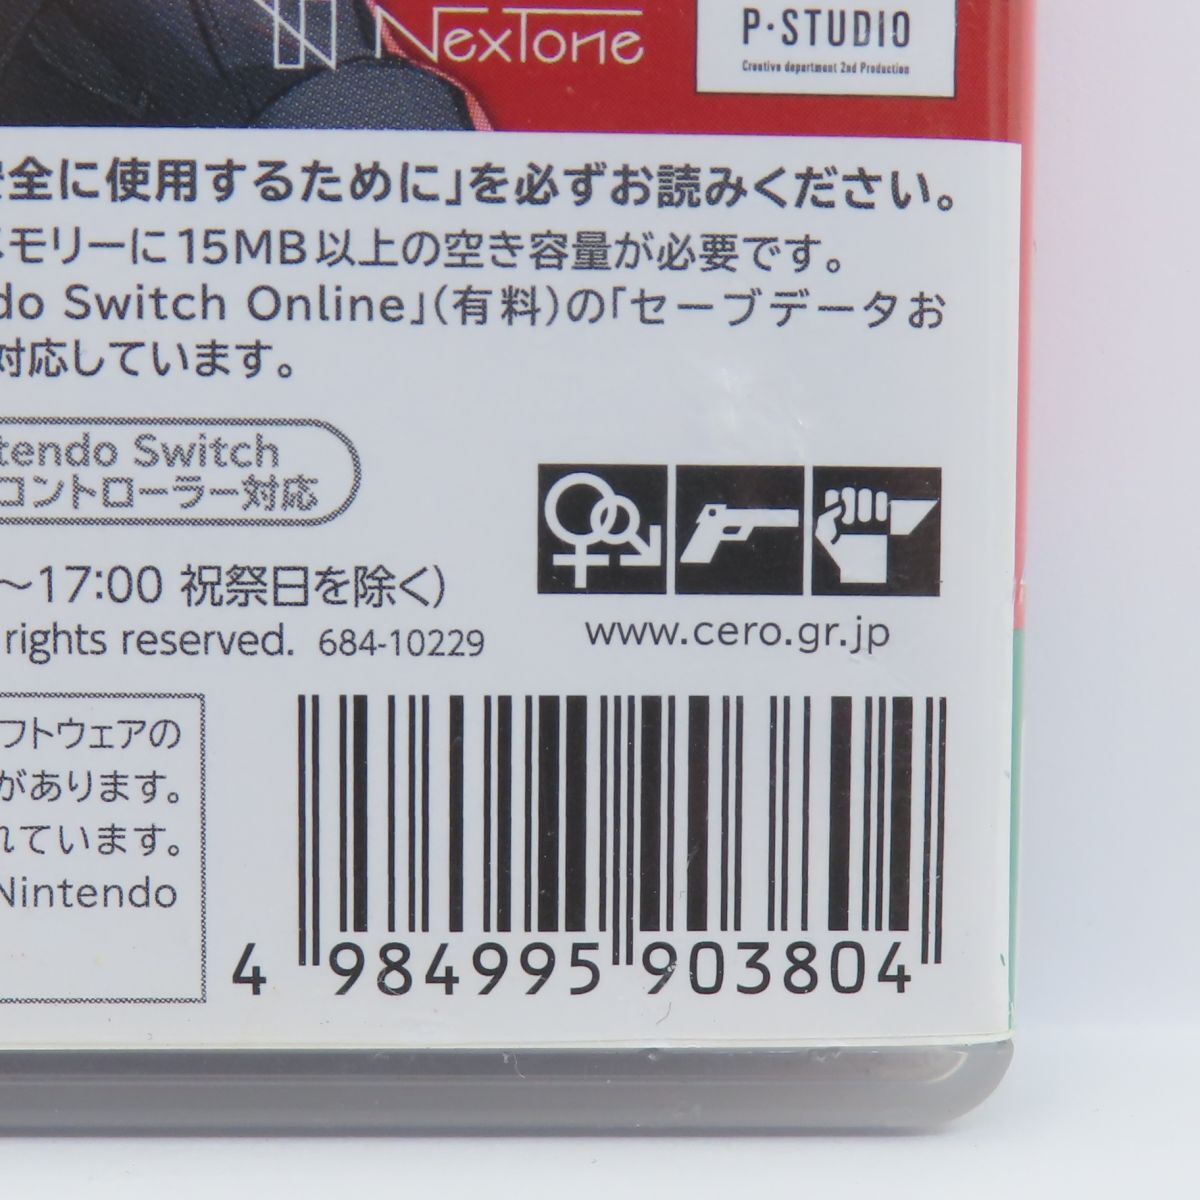 NexTone
P·STUDIO
Creative department 2nd Production
全に使用するために」を必ずお読みください。
メモリーに15MB以上の空き容量が必要です。
do Switch Online」(有料)の「セーブデータお
対応しています。
tendo Switch
コントローラー対応
～17:00 祝祭日を除く)
rights reserved. 684-10229
www.cero.gr.jp
フトウェアの
があります。
れています。
Nintendo
4 984995 903804